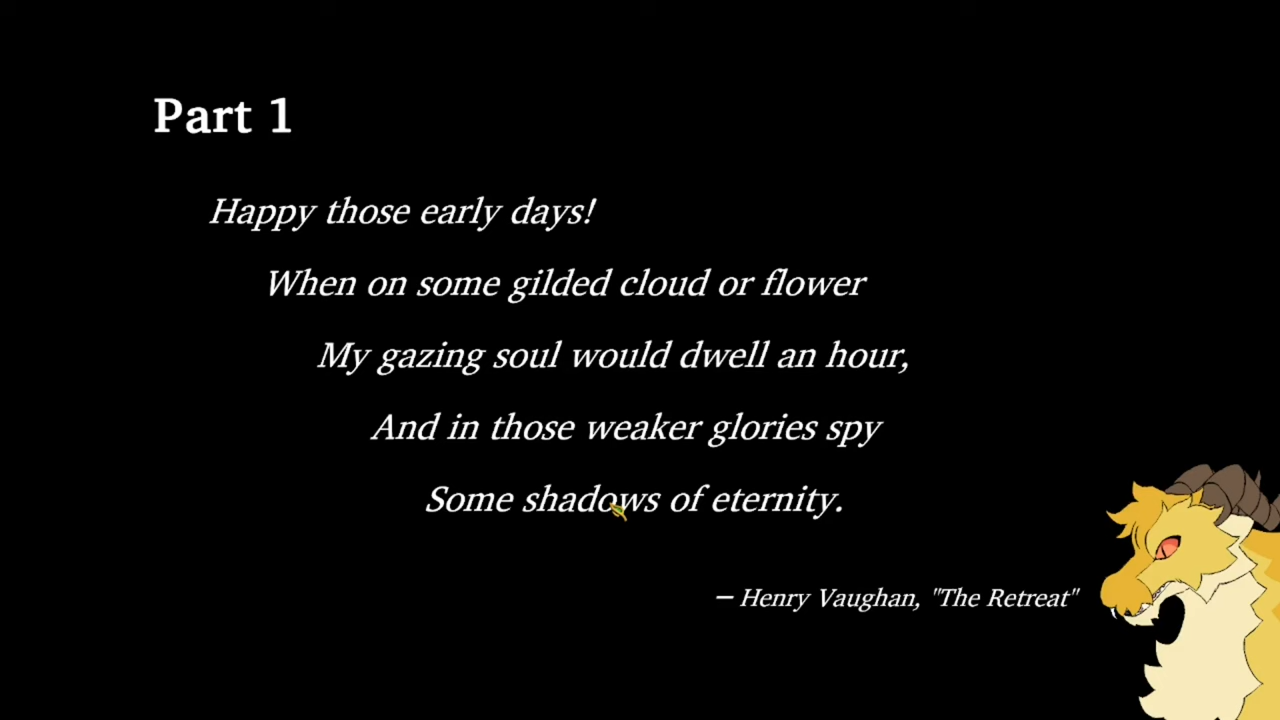 Part 1
Happy those early days!
When on some gilded cloud or flower
My gazing soul would dwell an hour,
And in those weaker glories spy
Some shadows of eternity.
— Henry Vaughan, "The Retreat"